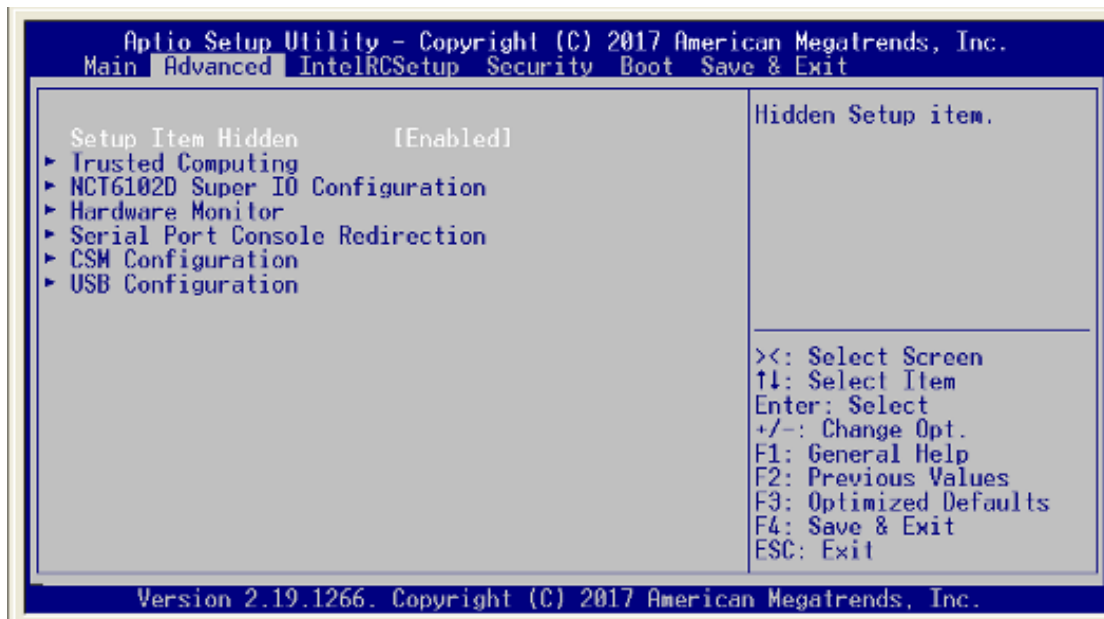 Aptio Setup Utility - Copyright (C) 2017 American Megatrends, Inc.
Main Advanced IntelRCSetup Security Boot Save & Exit
Setup Item Hidden [Enabled]
► Trusted Computing
► NCT6102D Super IO Configuration
► Hardware Monitor
► Serial Port Console Redirection
► CSM Configuration
► USB Configuration
Hidden Setup item.
><: Select Screen
↑↓: Select Item
Enter: Select
+/-: Change Opt.
F1: General Help
F2: Previous Values
F3: Optimized Defaults
F4: Save & Exit
ESC: Exit
Version 2.19.1266. Copyright (C) 2017 American Megatrends, Inc.